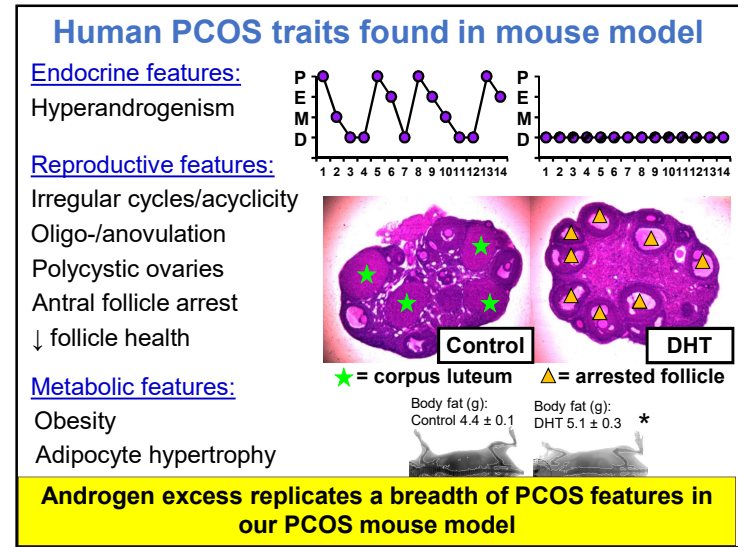 Human PCOS traits found in mouse model
Endocrine features:
Hyperandrogenism
Reproductive features:
Irregular cycles/acyclicity
Oligo-/anovulation
Polycystic ovaries
Antral follicle arrest
↓ follicle health
Metabolic features:
Obesity
Adipocyte hypertrophy
P
E
M
D
1 2 3 4 5 6 7 8 9 10 11 12 13 14
P
E
M
D
1 2 3 4 5 6 7 8 9 10 11 12 13 14
Control
DHT
= corpus luteum
= arrested follicle
Body fat (g):
Control 4.4 ± 0.1
Body fat (g):
DHT 5.1 ± 0.3
*
Androgen excess replicates a breadth of PCOS features in
our PCOS mouse model